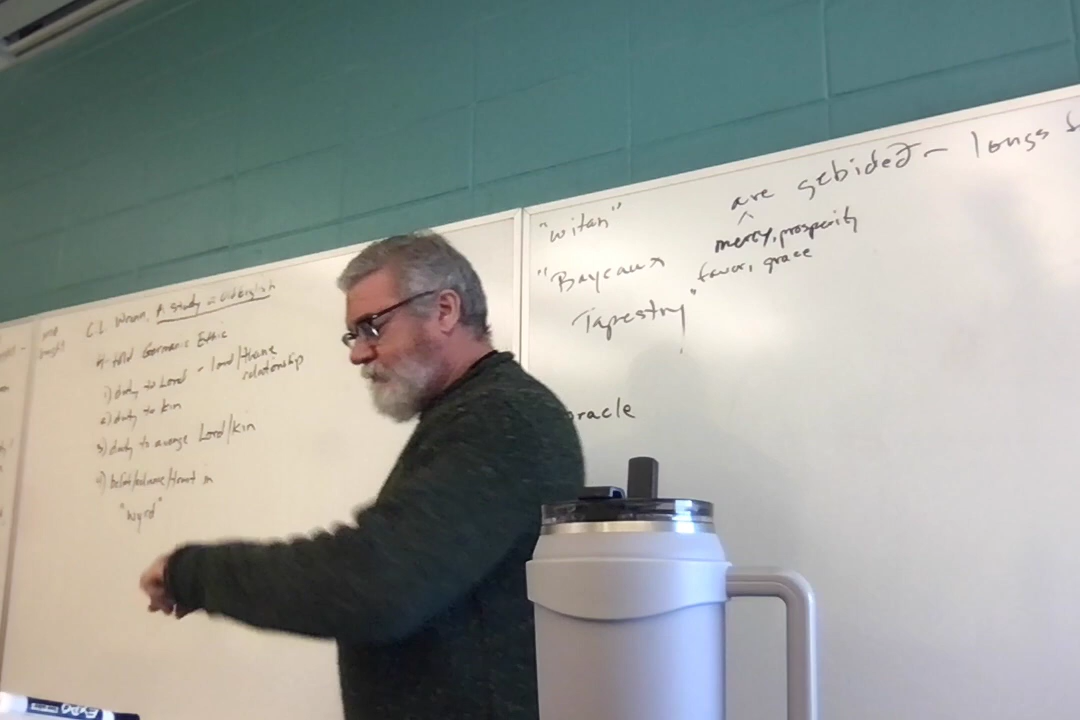 C.L. Wrenn, A Study of Old English
4-fold Germanic Ethic
1) duty to Lord - lord/thane
relationship
2) duty to kin
3) duty to avenge Lord/kin
4) belief/reliance/trust in
"wyrd"
"witan"
"Bayeaux
Tapestry"
are gebideð - longs
mercy, prosperity
favor, grace
oracle